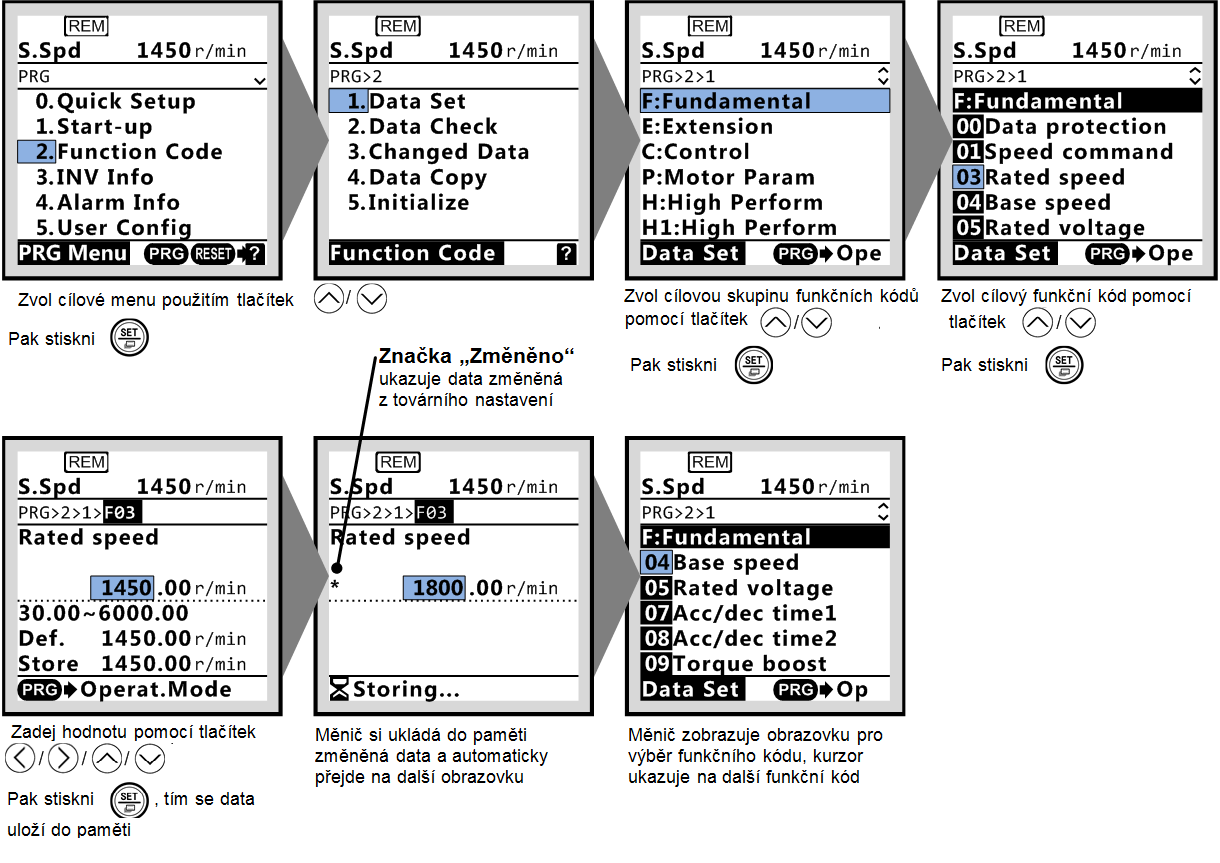 REM
S.Spd 1450 r/min
PRG
0.Quick Setup
1.Start-up
2.Function Code
3.INV Info
4.Alarm Info
5.User Config
PRG Menu PRG RESET ➡ ?
REM
S.Spd 1450 r/min
PRG>2
1.Data Set
2.Data Check
3.Changed Data
4.Data Copy
5.Initialize
Function Code ?
REM
S.Spd 1450 r/min
PRG>2>1
F:Fundamental
E:Extension
C:Control
P:Motor Param
H:High Perform
H1:High Perform
Data Set PRG ➡ Ope
REM
S.Spd 1450 r/min
PRG>2>1
F:Fundamental
00 Data protection
01 Speed command
03 Rated speed
04 Base speed
05 Rated voltage
Data Set PRG ➡ Ope
Zvol cílové menu použitím tlačítek /
Pak stiskni SET
Zvol cílovou skupinu funkčních kódů
pomocí tlačítek / .
Pak stiskni SET
Zvol cílový funkční kód pomocí
tlačítek /
Pak stiskni SET
Značka „Změněno“
ukazuje data změněná
z továrního nastavení
REM
S.Spd 1450 r/min
PRG>2>1>F03
Rated speed
1450.00 r/min
30.00~6000.00
Def. 1450.00 r/min
Store 1450.00 r/min
PRG ➡ Operat.Mode
REM
S.Spd 1450 r/min
PRG>2>1>F03
Rated speed
* 1800.00 r/min
Storing...
REM
S.Spd 1450 r/min
PRG>2>1
F:Fundamental
04 Base speed
05 Rated voltage
07 Acc/dec time1
08 Acc/dec time2
09 Torque boost
Data Set PRG ➡ Op
Zadej hodnotu pomocí tlačítek
/ / /
Pak stiskni SET , tím se data
uloží do paměti
Měnič si ukládá do paměti
změněná data a automaticky
přejde na další obrazovku
Měnič zobrazuje obrazovku pro
výběr funkčního kódu, kurzor
ukazuje na další funkční kód